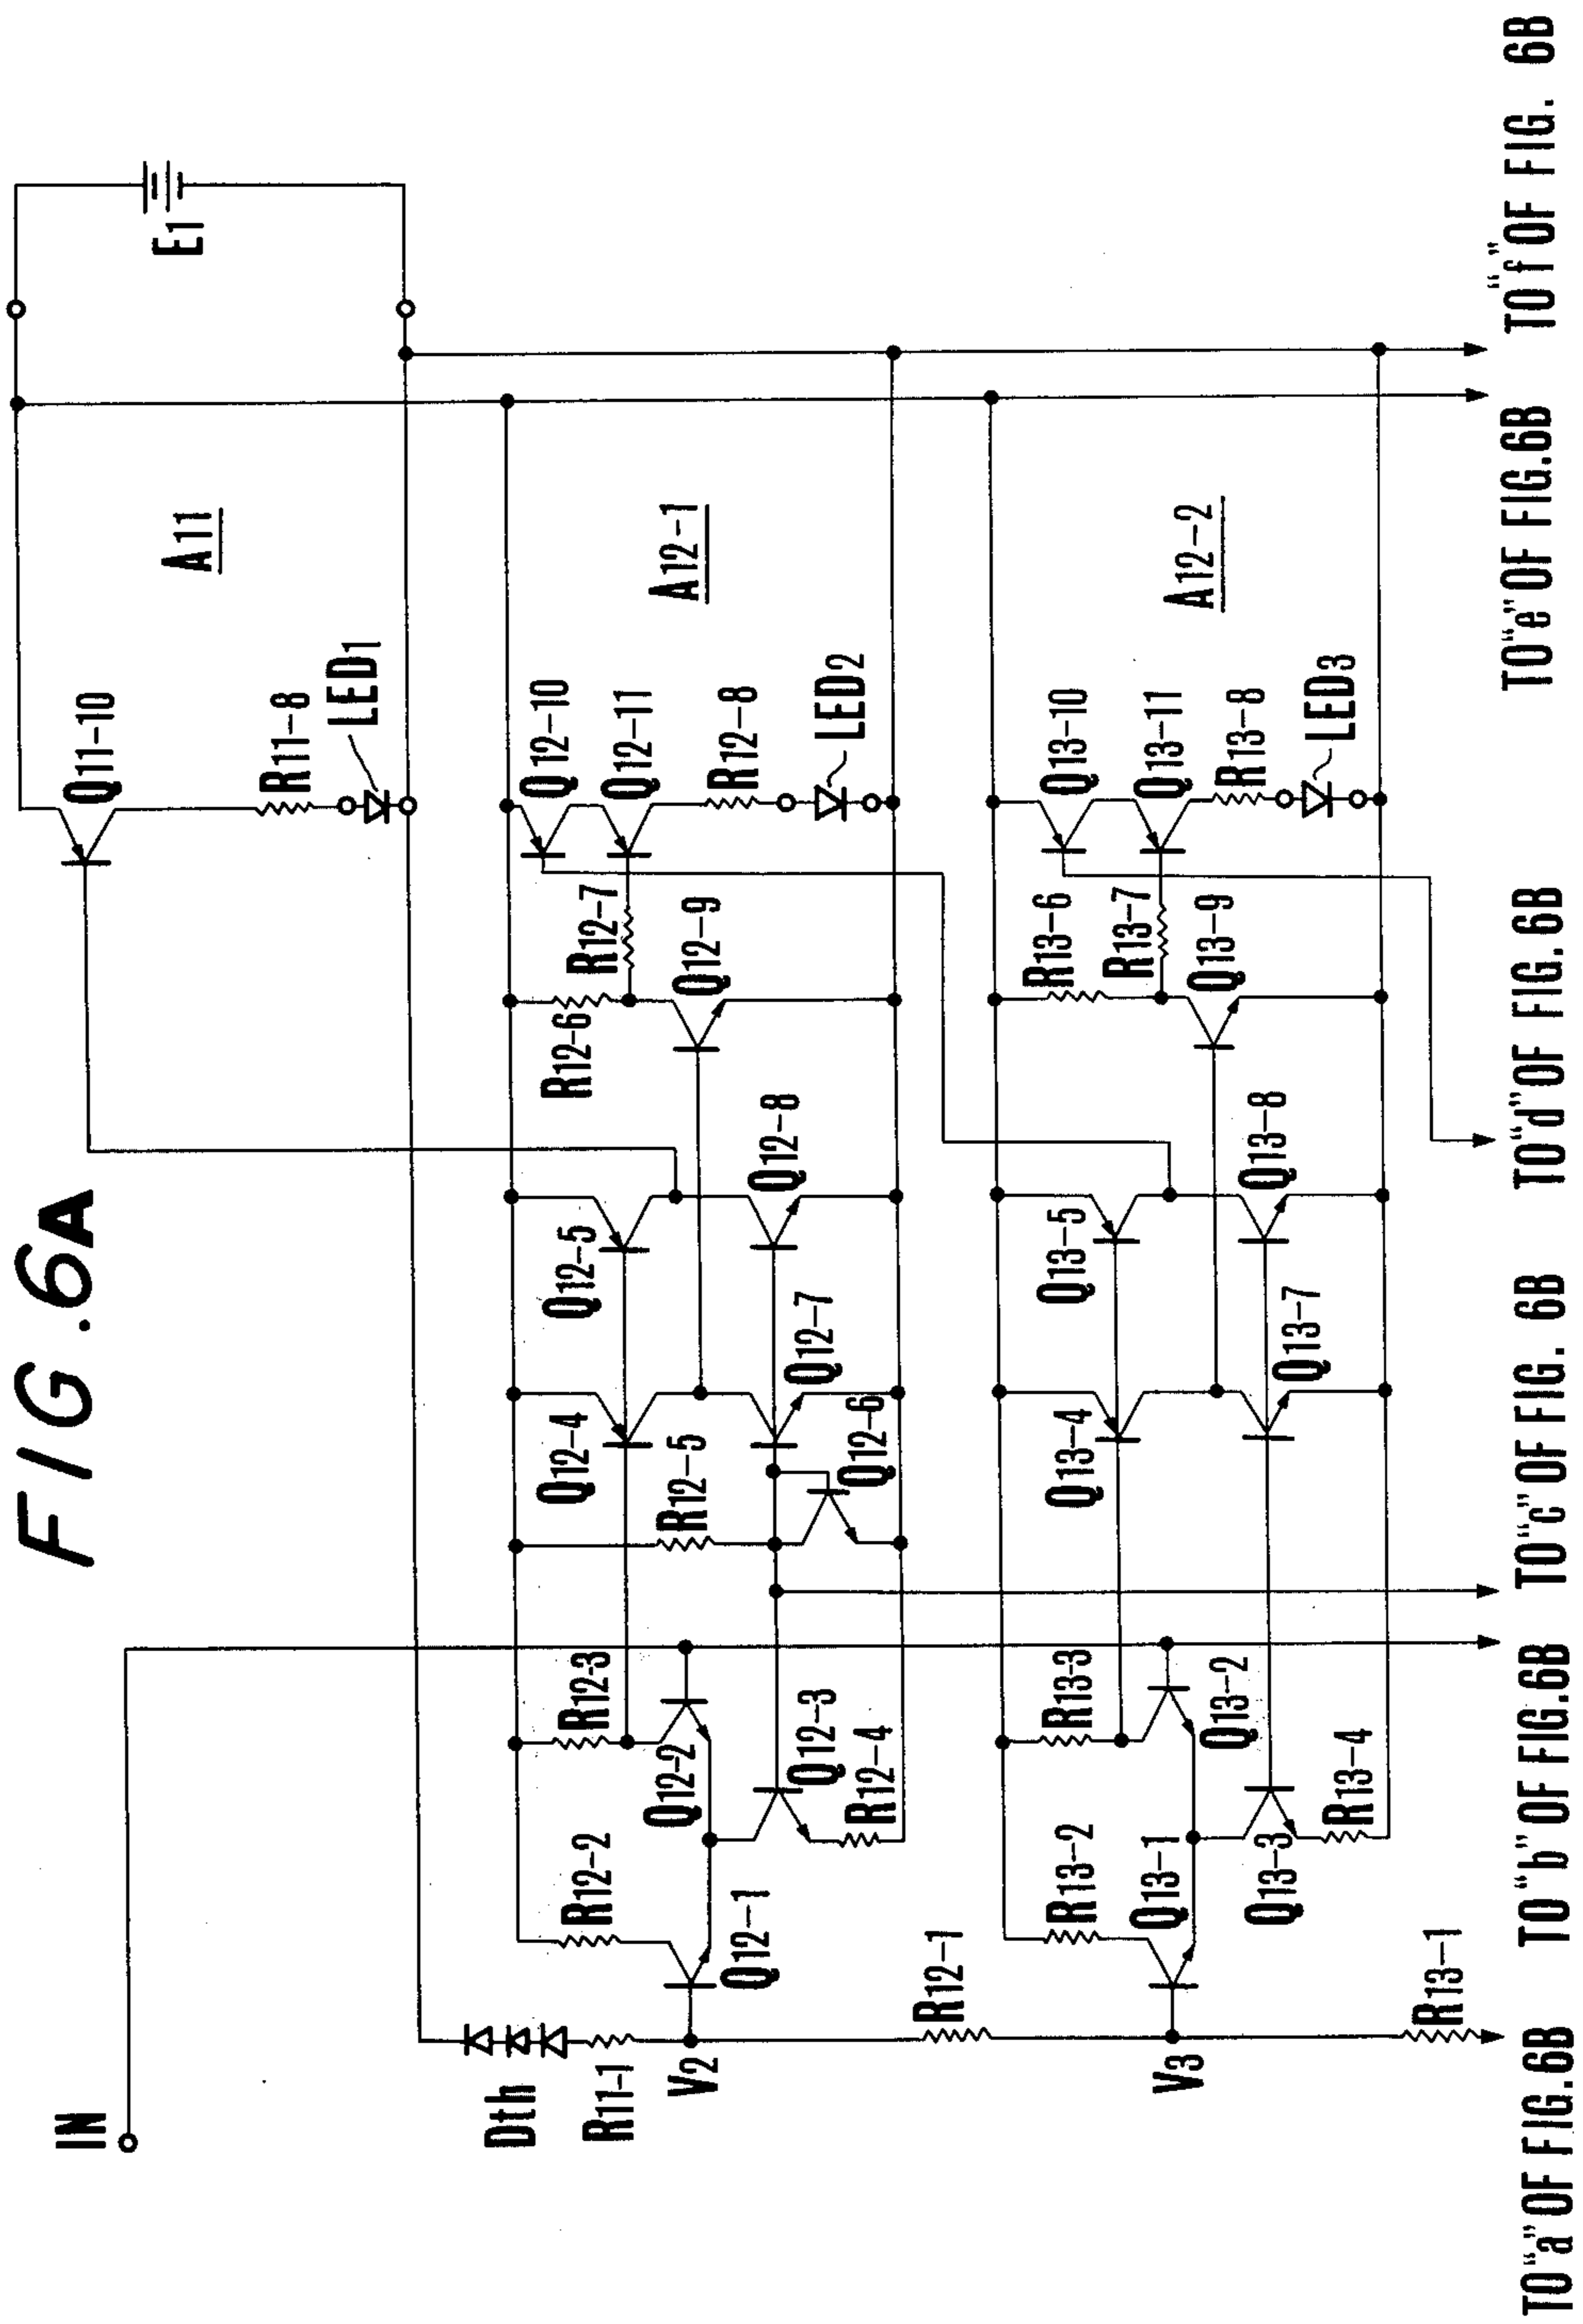 FIG. 6A
IN
E1
A11
Q11-10
R11-8
LED1
Dth
R11-1
V2
R12-1
V3
R13-1
A12-1
R12-2
Q12-1
R12-3
Q12-2
Q12-3
R12-4
R12-5
Q12-4
Q12-5
Q12-6
Q12-7
Q12-8
R12-6
R12-7
Q12-9
Q12-10
Q12-11
R12-8
LED2
A12-2
R13-2
Q13-1
R13-3
Q13-2
Q13-3
R13-4
Q13-4
Q13-5
Q13-7
Q13-8
R13-6
R13-7
Q13-9
Q13-10
Q13-11
R13-8
LED3
TO “a” OF FIG.6B
TO “b” OF FIG.6B
TO “c” OF FIG. 6B
TO “d” OF FIG.6B
TO “e” OF FIG.6B
TO “f” OF FIG. 6B